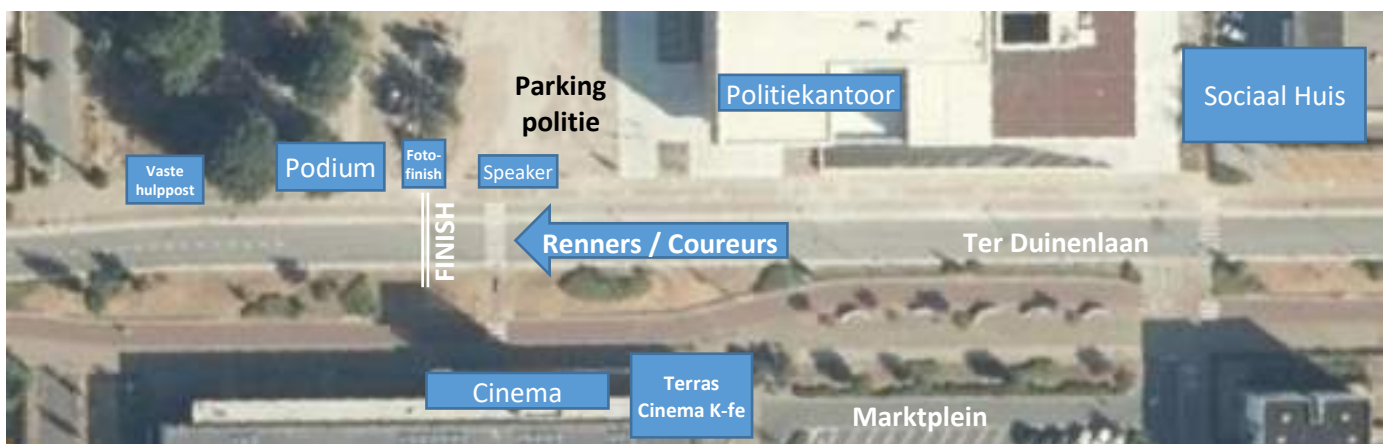 Parking
politie
Politiekantoor
Sociaal Huis
Vaste
hulppost
Podium
Foto-
finish
Speaker
FINISH
Renners / Coureurs
Ter Duinenlaan
Cinema
Terras
Cinema K-fe
Marktplein